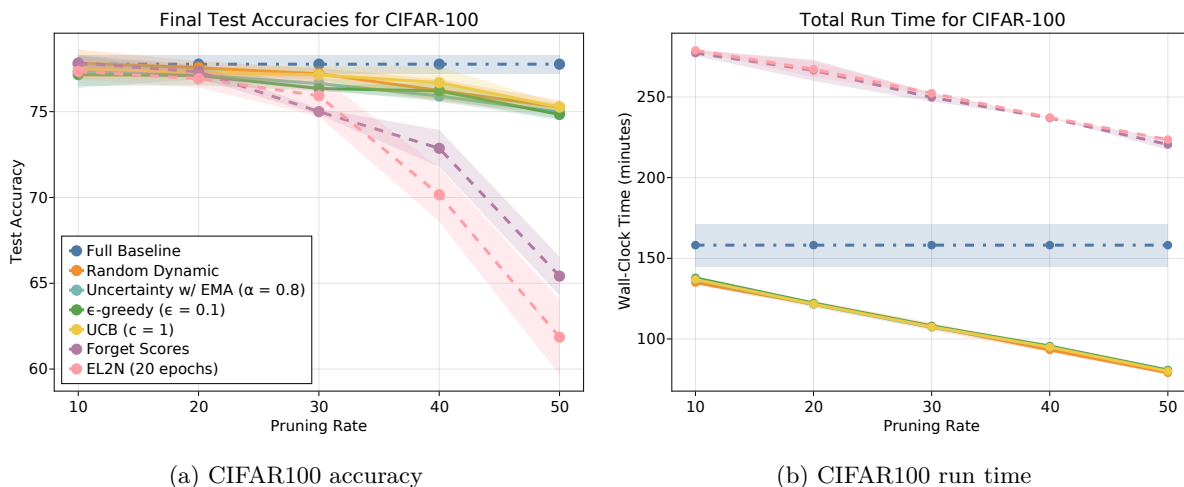 Final Test Accuracies for CIFAR-100
Test Accuracy
75
70
65
60
Full Baseline
Random Dynamic
Uncertainty w/ EMA (α = 0.8)
ϵ-greedy (ϵ = 0.1)
UCB (c = 1)
Forget Scores
EL2N (20 epochs)
10 20 30 40 50
Pruning Rate
(a) CIFAR100 accuracy
Total Run Time for CIFAR-100
Wall-Clock Time (minutes)
250
200
150
100
10 20 30 40 50
Pruning Rate
(b) CIFAR100 run time